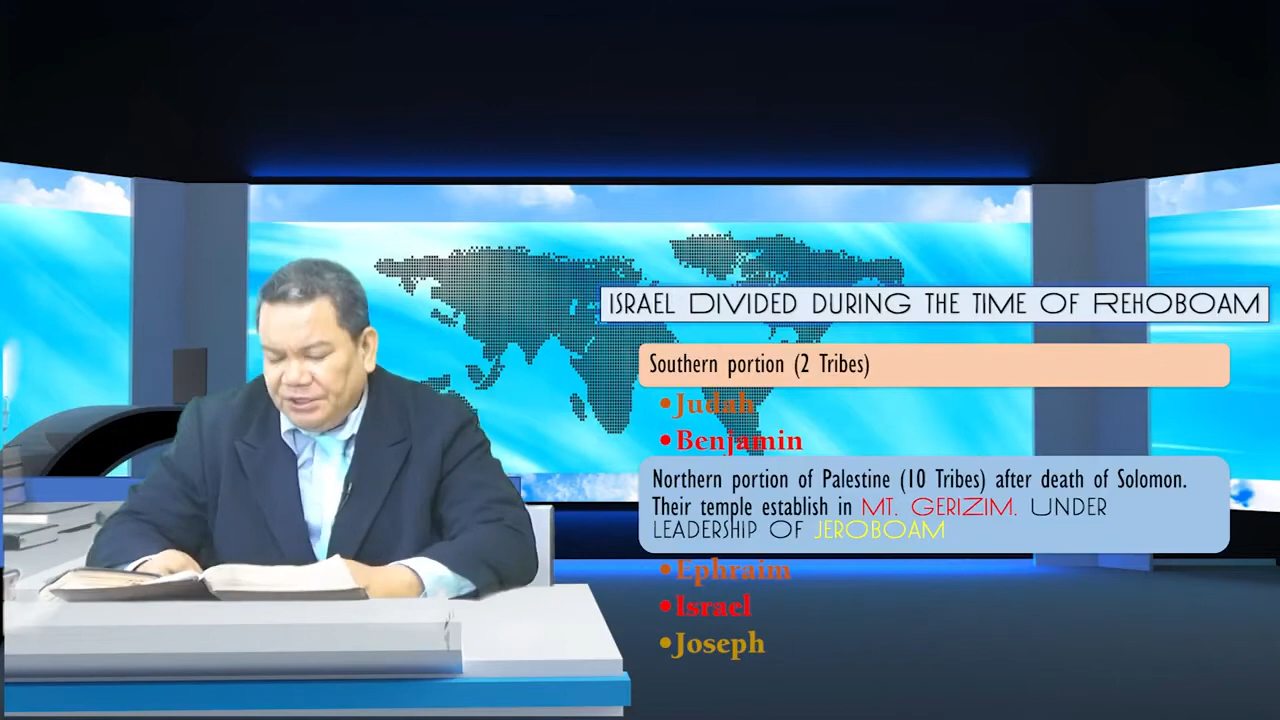 ISRAEL DIVIDED DURING THE TIME OF REHOBOAM
Southern portion (2 Tribes)
•Judah
•Benjamin
Northern portion of Palestine (10 Tribes) after death of Solomon.
Their temple establish in MT. GERIZIM. UNDER
LEADERSHIP OF JEROBOAM
•Ephraim
•Israel
•Joseph